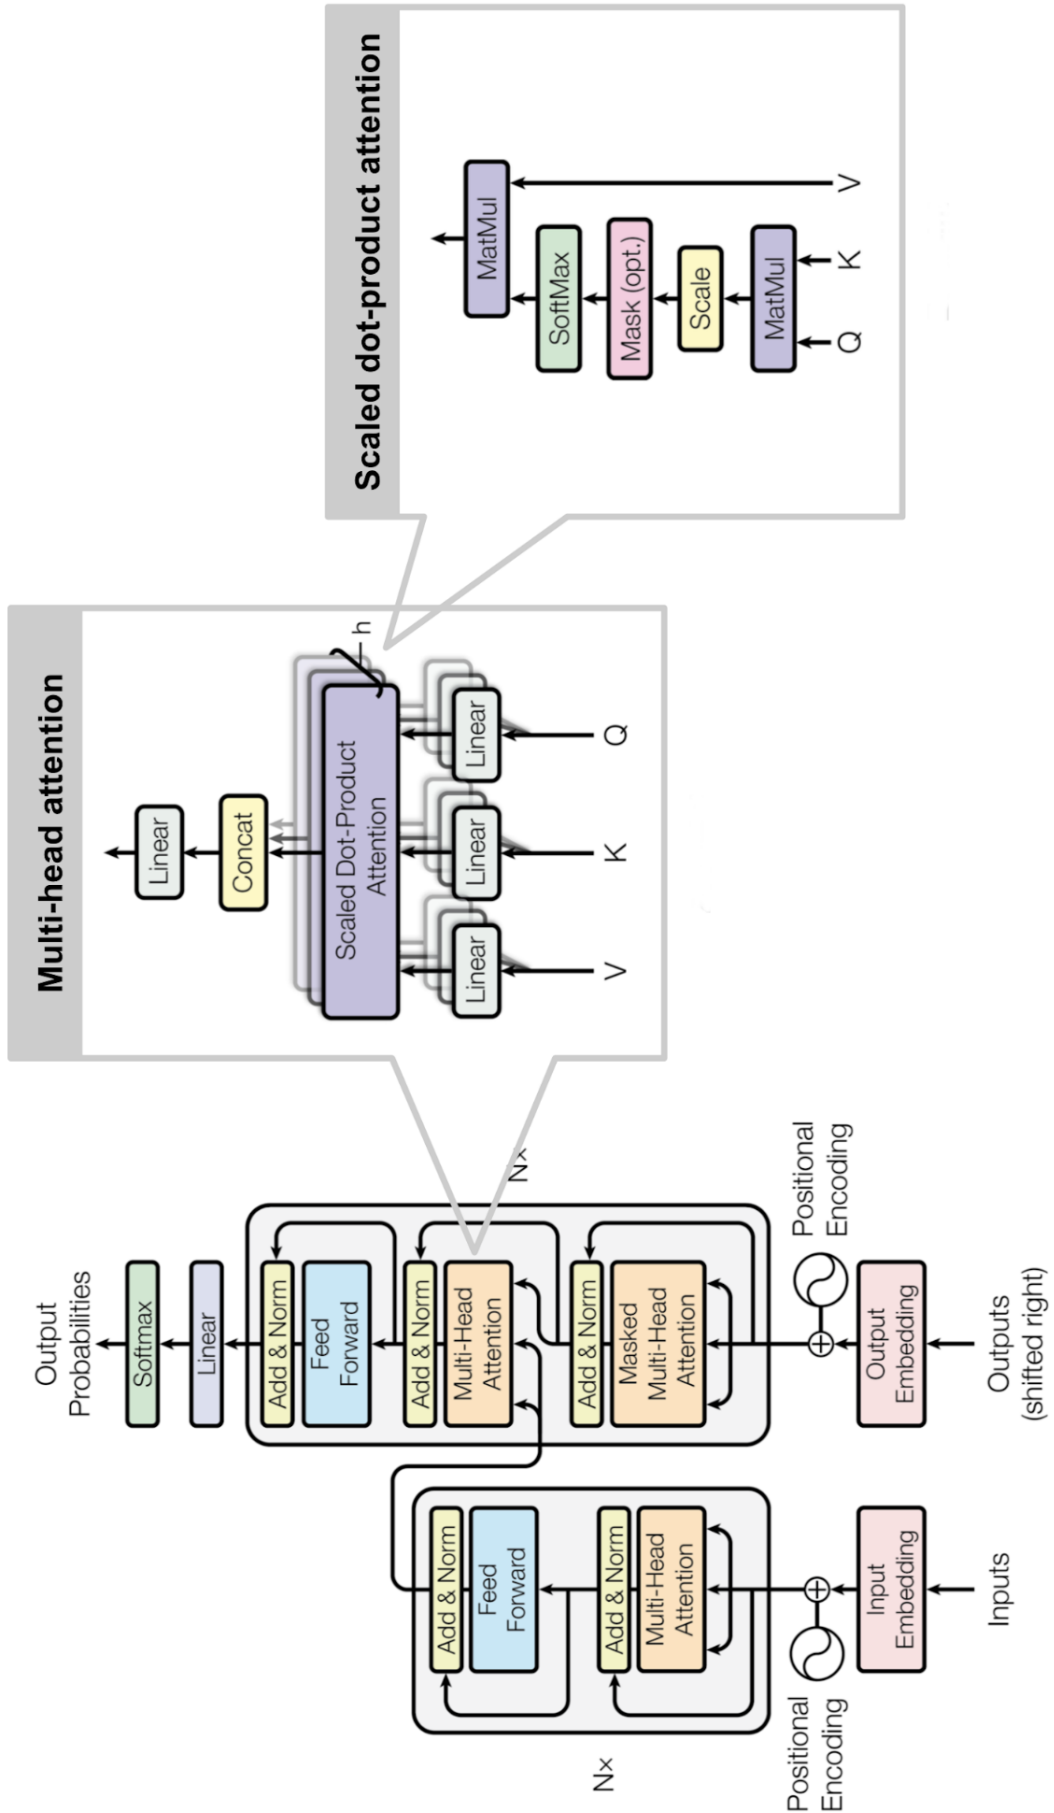 Output
Probabilities
Softmax
Linear
Add & Norm
Feed
Forward
Add & Norm
Multi-Head
Attention
Add & Norm
Masked
Multi-Head
Attention
N×
Positional
Encoding
Output
Embedding
Outputs
(shifted right)
Add & Norm
Feed
Forward
Add & Norm
Multi-Head
Attention
N×
Positional
Encoding
Input
Embedding
Inputs
Multi-head attention
Linear
Concat
Scaled Dot-Product
Attention
h
Linear
Linear
Linear
V
K
Q
Scaled dot-product attention
MatMul
SoftMax
Mask (opt.)
Scale
MatMul
Q
K
V